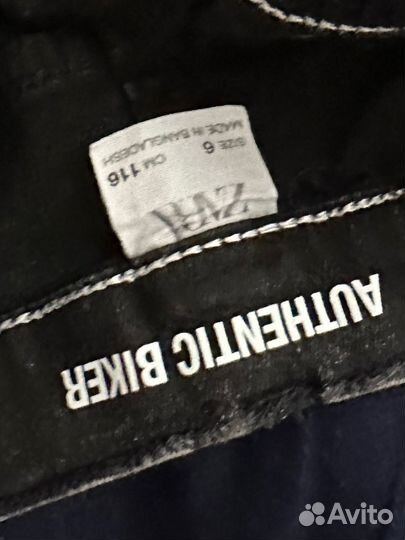 ZARA
CM 116
SIZE 6
MADE IN BANGLADESH
AUTHENTIC BIKER
Avito